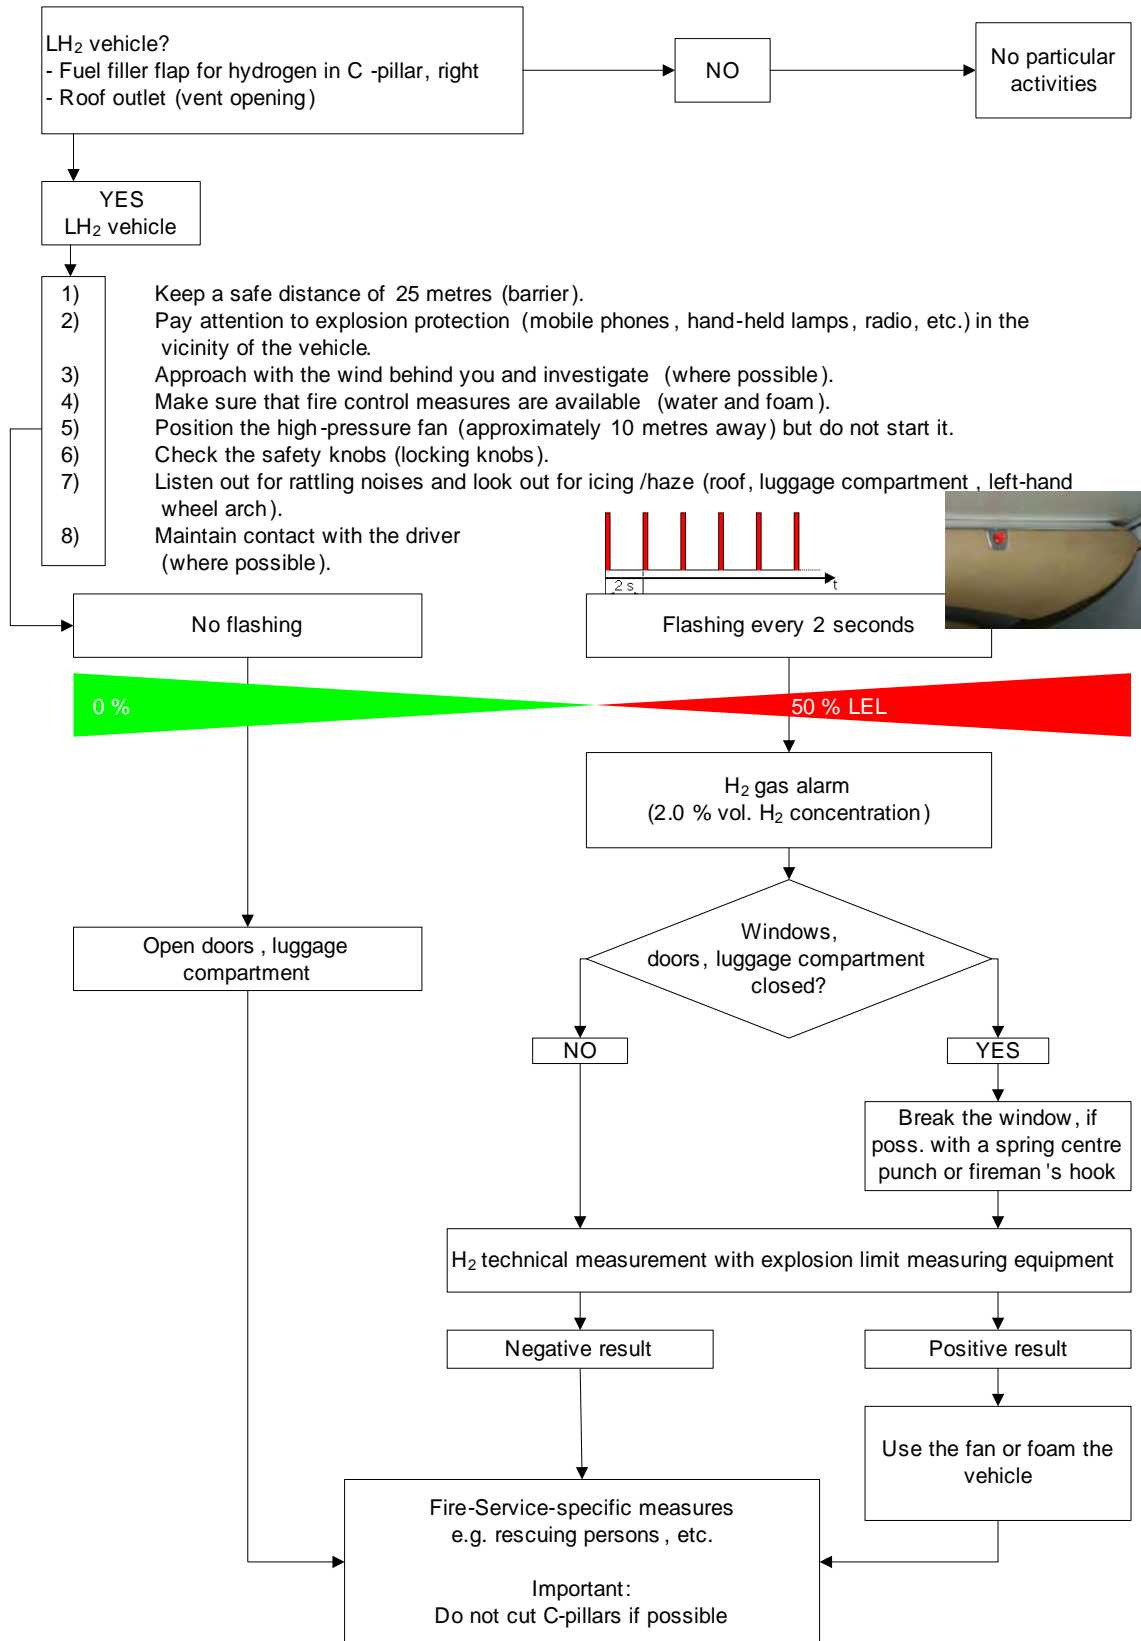 LH₂ vehicle?
- Fuel filler flap for hydrogen in C -pillar, right
- Roof outlet (vent opening)
NO
No particular
activities
YES
LH₂ vehicle
1) Keep a safe distance of 25 metres (barrier).
2) Pay attention to explosion protection (mobile phones, hand-held lamps, radio, etc.) in the
vicinity of the vehicle.
3) Approach with the wind behind you and investigate (where possible).
4) Make sure that fire control measures are available (water and foam).
5) Position the high-pressure fan (approximately 10 metres away) but do not start it.
6) Check the safety knobs (locking knobs).
7) Listen out for rattling noises and look out for icing /haze (roof, luggage compartment, left-hand
wheel arch).
8) Maintain contact with the driver
(where possible).
2 s
t
No flashing
Flashing every 2 seconds
0 %
50 % LEL
H₂ gas alarm
(2.0 % vol. H₂ concentration)
Open doors, luggage
compartment
Windows,
doors, luggage compartment
closed?
NO
YES
Break the window, if
poss. with a spring centre
punch or fireman's hook
H₂ technical measurement with explosion limit measuring equipment
Negative result
Positive result
Use the fan or foam the
vehicle
Fire-Service-specific measures
e.g. rescuing persons, etc.
Important:
Do not cut C-pillars if possible